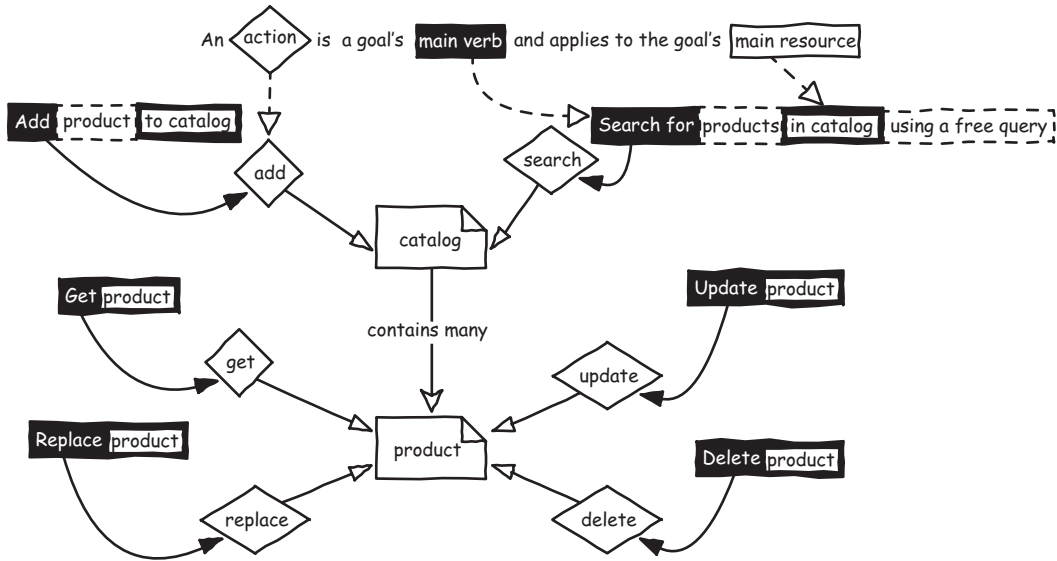 An action is a goal's main verb and applies to the goal's main resource
Add product to catalog
Search for products in catalog using a free query
add
search
catalog
Get product
Update product
contains many
get
update
Replace product
product
Delete product
replace
delete